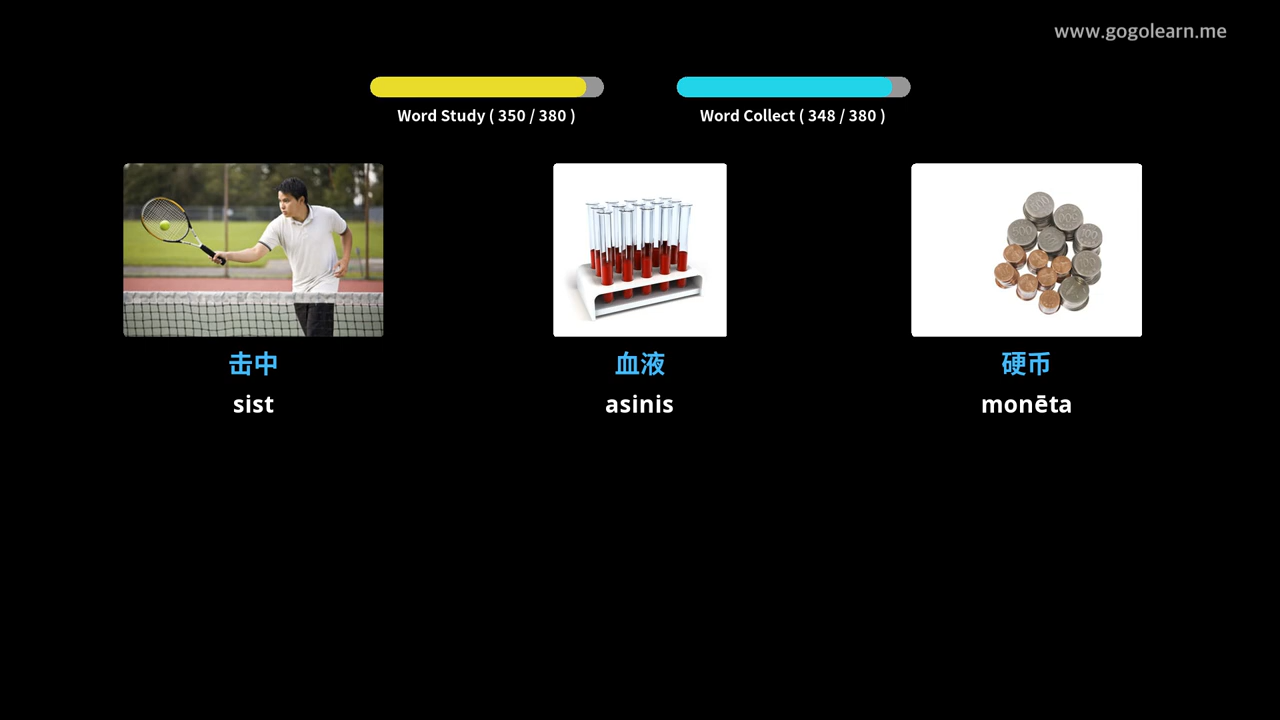 www.gogolearn.me
Word Study ( 350 / 380 )
Word Collect ( 348 / 380 )
击中
血液
硬币
sist
asinis
monēta